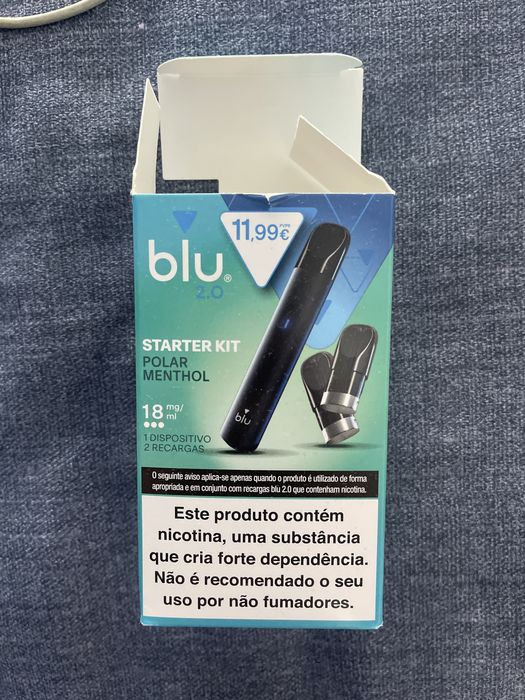 11,99€
PVPR
blu®
2.0
STARTER KIT
POLAR
MENTHOL
18 mg/ml
1 DISPOSITIVO
2 RECARGAS
blu
O seguinte aviso aplica-se apenas quando o produto é utilizado de forma
apropriada e em conjunto com recargas blu 2.0 que contenham nicotina.
Este produto contém
nicotina, uma substância
que cria forte dependência.
Não é recomendado o seu
uso por não fumadores.